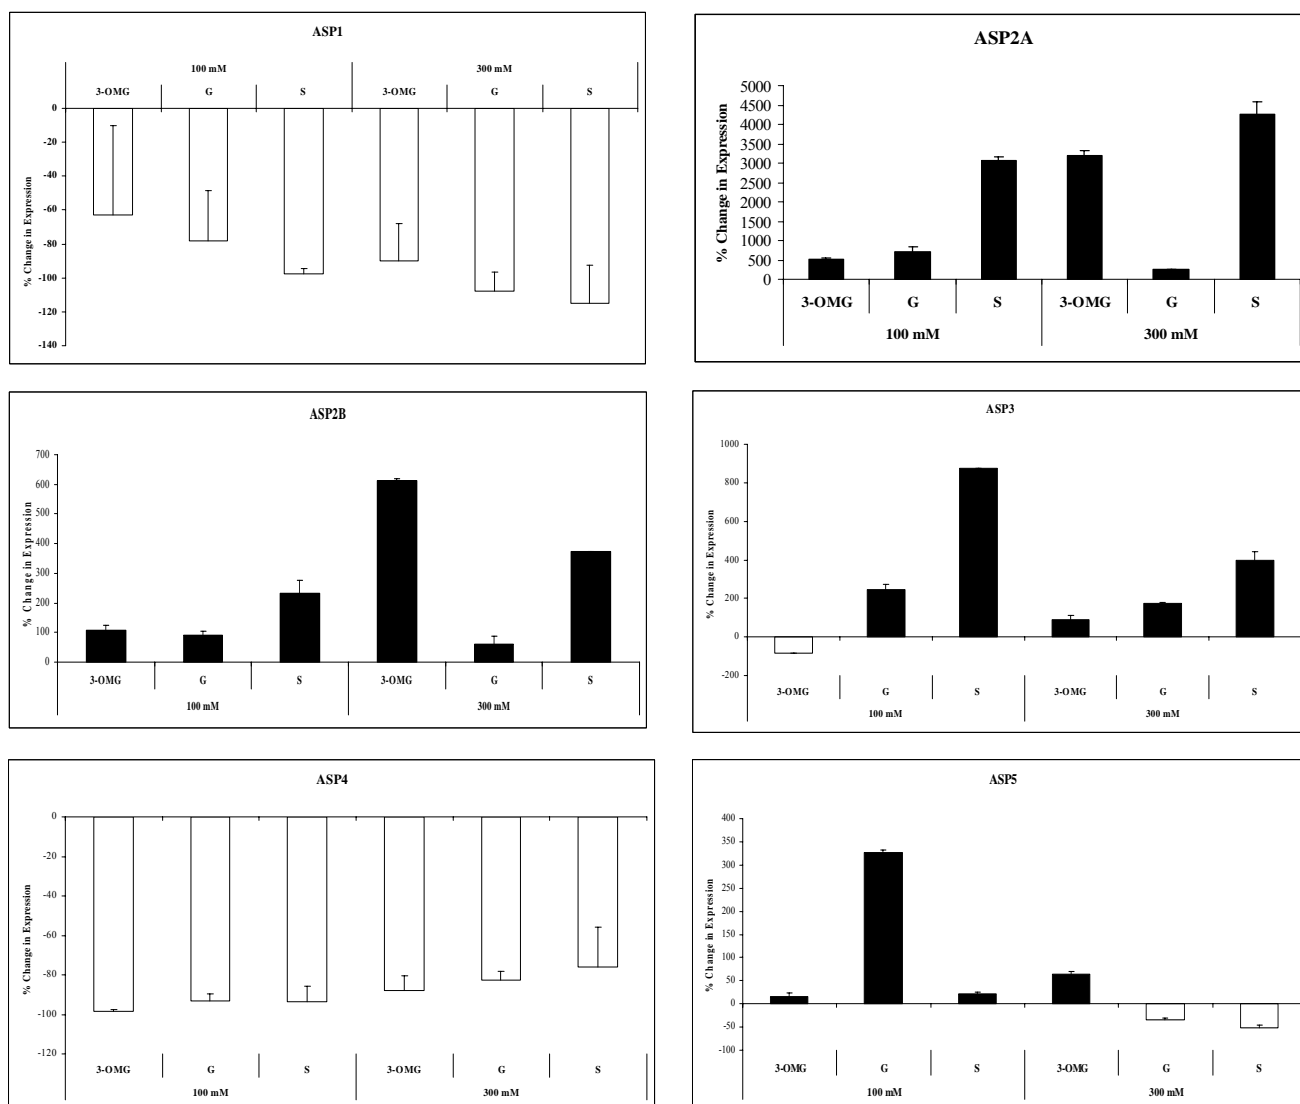 ASP1
100 mM 300 mM
3-OMG G S 3-OMG G S
0
-20
-40
-60
-80
-100
-120
-140
% Change in Expression
ASP2A
5000
4500
4000
3500
3000
2500
2000
1500
1000
500
0
% Change in Expression
3-OMG G S 3-OMG G S
100 mM 300 mM
ASP2B
700
600
500
400
300
200
100
0
% Change in Expression
3-OMG G S 3-OMG G S
100 mM 300 mM
ASP3
1000
800
600
400
200
0
-200
% Change in Expression
3-OMG G S 3-OMG G S
100 mM 300 mM
ASP4
0
-20
-40
-60
-80
-100
-120
% Change in Expression
3-OMG G S 3-OMG G S
100 mM 300 mM
ASP5
400
350
300
250
200
150
100
50
0
-50
-100
% Change in Expression
3-OMG G S 3-OMG G S
100 mM 300 mM